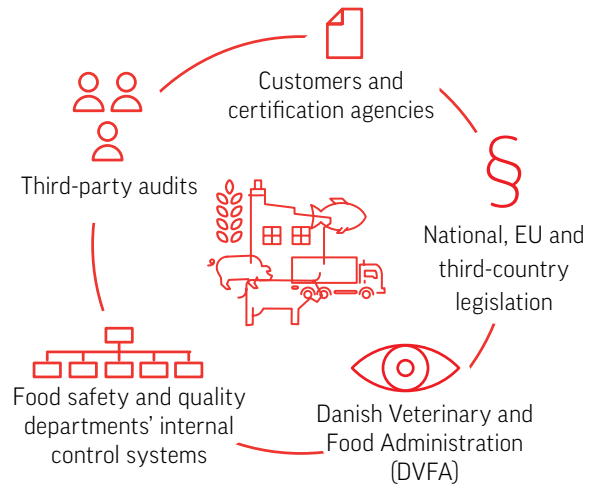 Customers and
certification agencies
Third-party audits
§
National, EU and
third-country
legislation
Food safety and quality
departments’ internal
control systems
Danish Veterinary and
Food Administration
(DVFA)